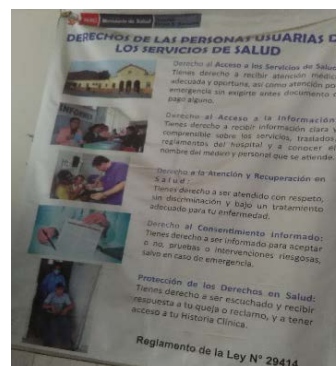 PERÚ Ministerio de Salud
DERECHOS DE LAS PERSONAS USUARIAS D
LOS SERVICIOS DE SALUD
Derecho al Acceso a los Servicios de Salud
Tienes derecho a recibir atención médic
adecuada y oportuna, así como atención po
emergencia sin exigirte antes documento o
pago alguno.
INFORMES
Derecho al Acceso a la Información
Tienes derecho a recibir información clara y
comprensible sobre los servicios, traslados,
reglamentos del hospital y a conocer el
nombre del médico y personal que se atiende.
Derecho a la Atención y Recuperación en
Salud:
Tienes derecho a ser atendido con respeto,
sin discriminación y bajo un tratamiento
adecuado para tu enfermedad.
Derecho al Consentimiento Informado:
Tienes derecho a ser informado para aceptar
o no, pruebas o intervenciones riesgosas,
salvo en caso de emergencia.
Protección de los Derechos en Salud:
Tienes derecho a ser escuchado y recibir
respuesta a tu queja o reclamo, y a tener
acceso a tu Historia Clínica.
Reglamento de la Ley N° 29414